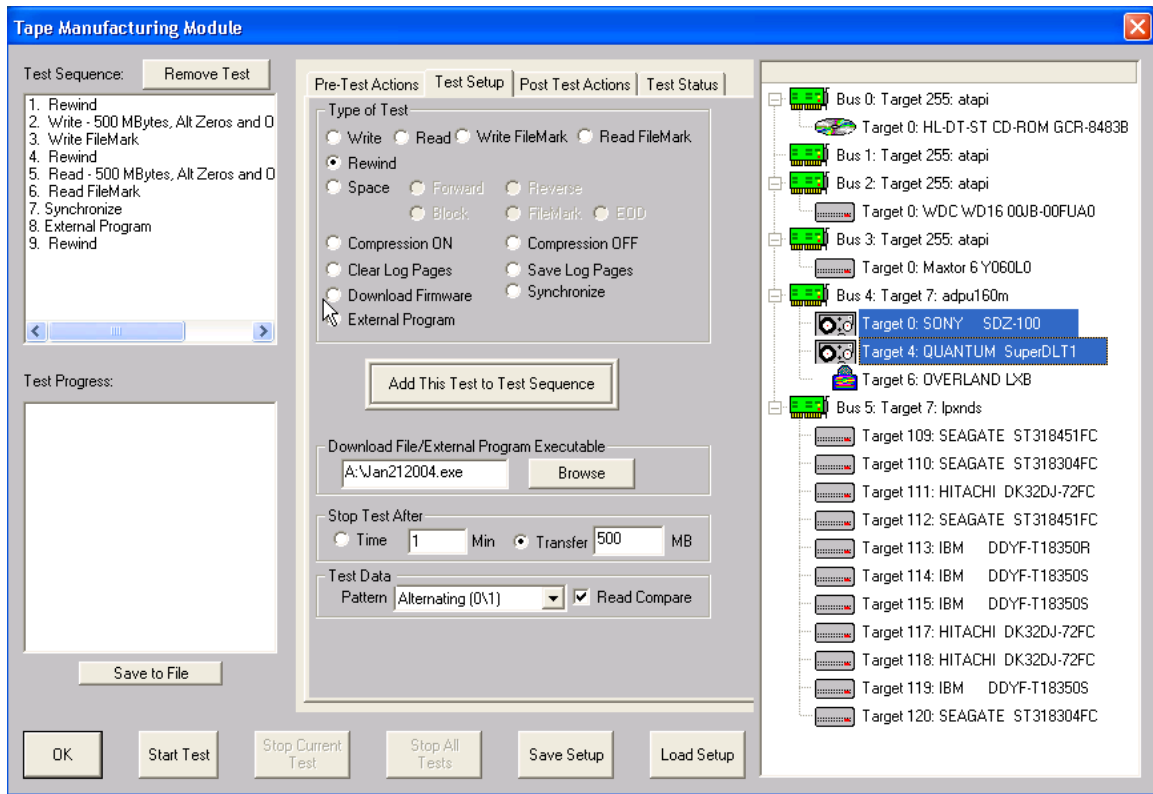 Tape Manufacturing Module
Test Sequence:
Remove Test
1. Rewind
2. Write - 500 MBytes, Alt Zeros and O
3. Write FileMark
4. Rewind
5. Read - 500 MBytes, Alt Zeros and O
6. Read FileMark
7. Synchronize
8. External Program
9. Rewind
Test Progress:
Save to File
Pre-Test Actions Test Setup Post Test Actions Test Status
Type of Test
Write Read Write FileMark Read FileMark
Rewind
Space Forward Reverse
Block FileMark EOD
Compression ON Compression OFF
Clear Log Pages Save Log Pages
Download Firmware Synchronize
External Program
Add This Test to Test Sequence
Download File/External Program Executable
A:\Jan212004.exe Browse
Stop Test After
Time 1 Min Transfer 500 MB
Test Data
Pattern Alternating (0\1) Read Compare
Bus 0: Target 255: atapi
Target 0: HL-DT-ST CD-ROM GCR-8483B
Bus 1: Target 255: atapi
Bus 2: Target 255: atapi
Target 0: WDC WD16 00JB-00FUA0
Bus 3: Target 255: atapi
Target 0: Maxtor 6 Y060L0
Bus 4: Target 7: adpu160m
Target 0: SONY SDZ-100
Target 4: QUANTUM SuperDLT1
Target 6: OVERLAND LXB
Bus 5: Target 7: lpxnds
Target 109: SEAGATE ST318451FC
Target 110: SEAGATE ST318304FC
Target 111: HITACHI DK32DJ-72FC
Target 112: SEAGATE ST318451FC
Target 113: IBM DDYF-T18350R
Target 114: IBM DDYF-T18350S
Target 115: IBM DDYF-T18350S
Target 117: HITACHI DK32DJ-72FC
Target 118: HITACHI DK32DJ-72FC
Target 119: IBM DDYF-T18350S
Target 120: SEAGATE ST318304FC
OK
Start Test
Stop Current
Test
Stop All
Tests
Save Setup
Load Setup